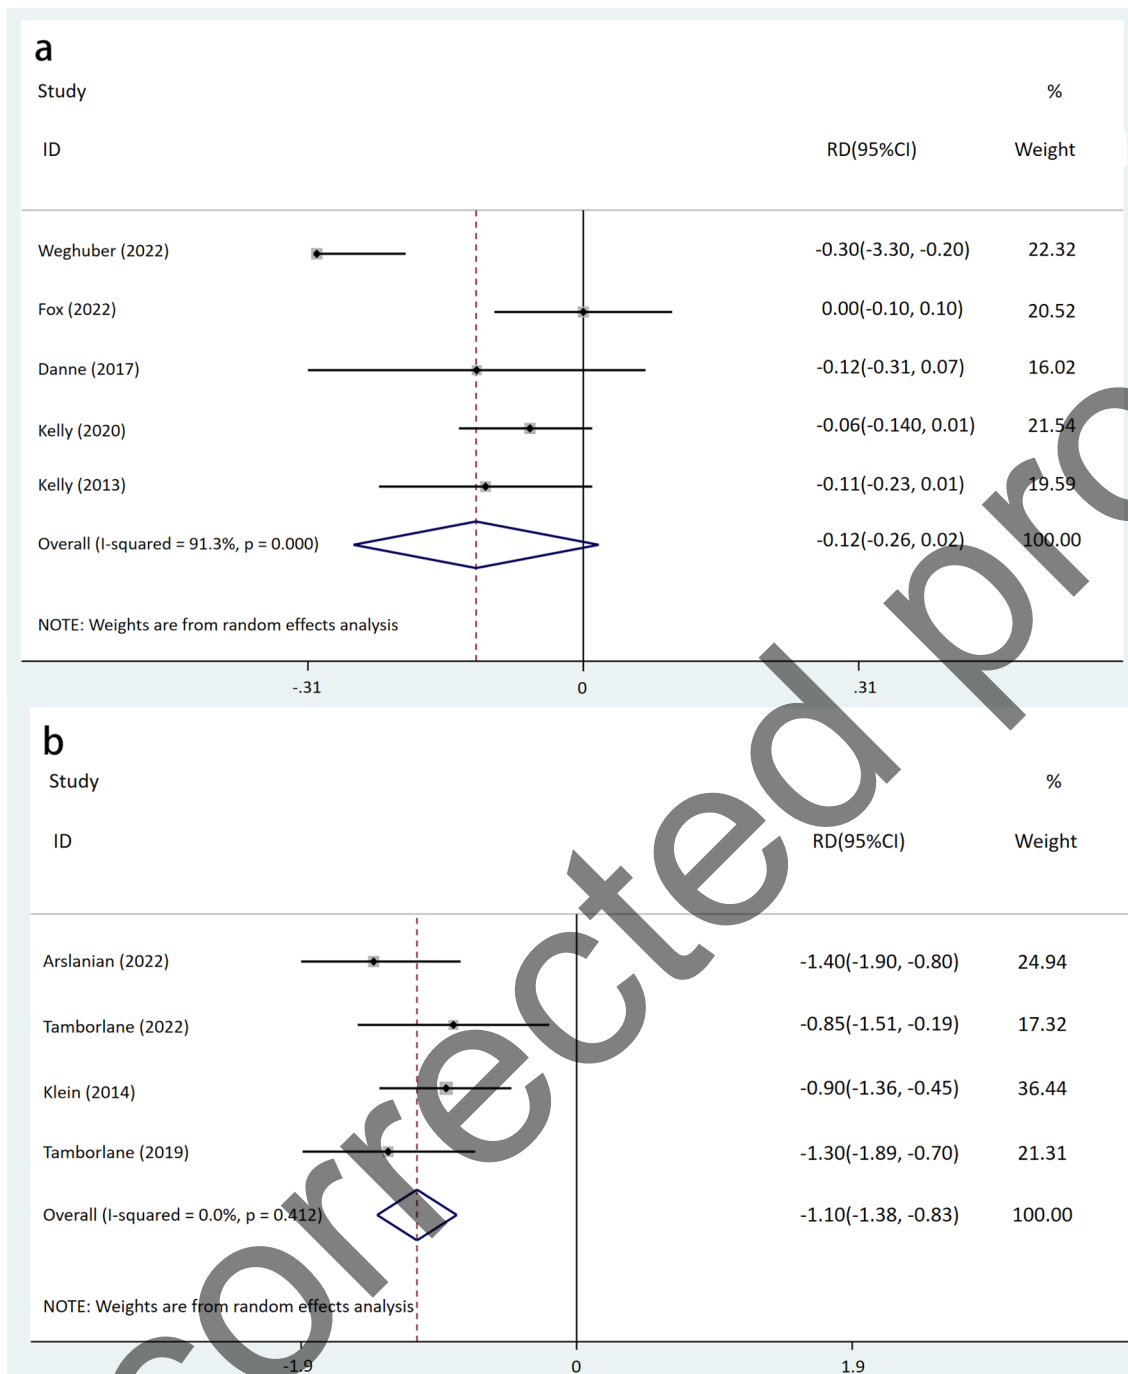 a
Study %
ID RD(95%CI) Weight
Weghuber (2022) -0.30(-3.30, -0.20) 22.32
Fox (2022) 0.00(-0.10, 0.10) 20.52
Danne (2017) -0.12(-0.31, 0.07) 16.02
Kelly (2020) -0.06(-0.140, 0.01) 21.54
Kelly (2013) -0.11(-0.23, 0.01) 19.59
Overall (I-squared = 91.3%, p = 0.000) -0.12(-0.26, 0.02) 100.00
NOTE: Weights are from random effects analysis
-.31 0 .31
b
Study %
ID RD(95%CI) Weight
Arslanian (2022) -1.40(-1.90, -0.80) 24.94
Tamborlane (2022) -0.85(-1.51, -0.19) 17.32
Klein (2014) -0.90(-1.36, -0.45) 36.44
Tamborlane (2019) -1.30(-1.89, -0.70) 21.31
Overall (I-squared = 0.0%, p = 0.412) -1.10(-1.38, -0.83) 100.00
NOTE: Weights are from random effects analysis
-1.9 0 1.9
corrected pro